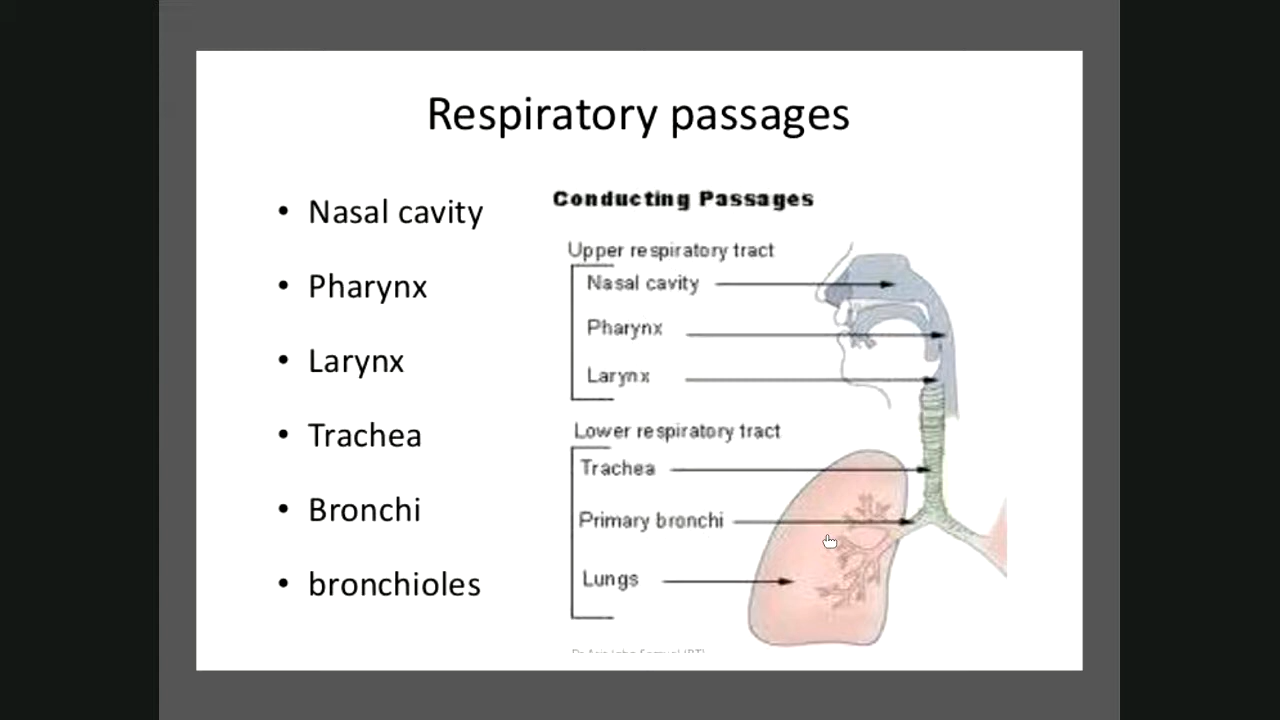 Respiratory passages
• Nasal cavity
• Pharynx
• Larynx
• Trachea
• Bronchi
• bronchioles
Conducting Passages
Upper respiratory tract
Nasal cavity
Pharynx
Larynx
Lower respiratory tract
Trachea
Primary bronchi
Lungs